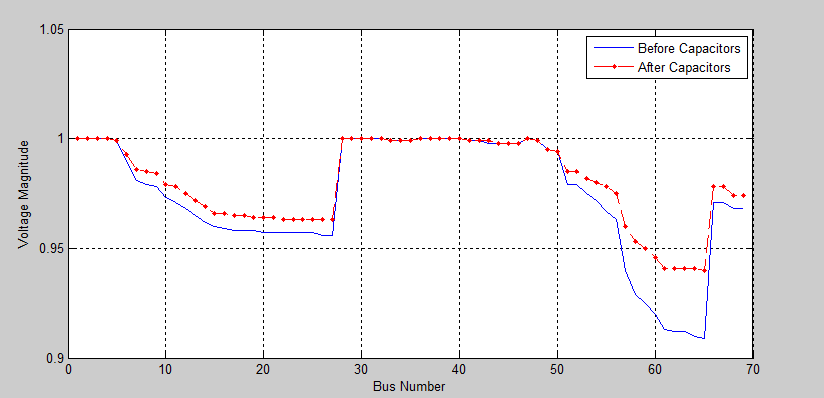 1.05
Before Capacitors
After Capacitors
1
Voltage Magnitude
0.95
0.9
0 10 20 30 40 50 60 70
Bus Number